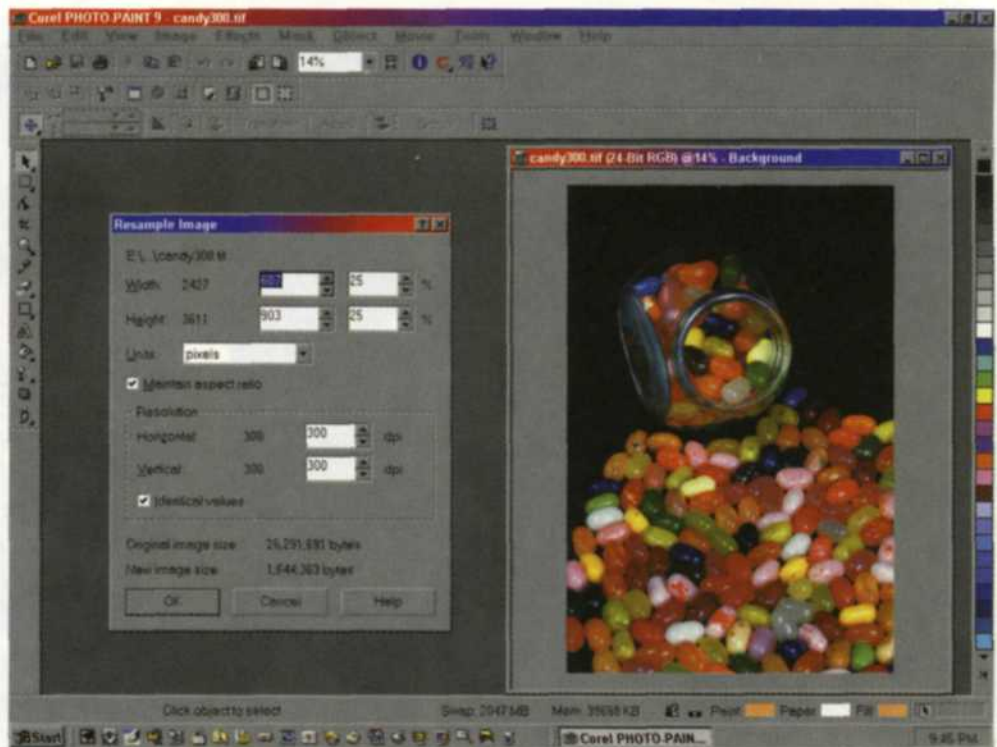 Corel PHOTO-PAINT 9 - candy300.tif
File Edit View Image Effects Mask Object Movie Tools Window Help
14%
candy300.tif (24-Bit RGB) @14% - Background
Resample Image
E:\...\candy300.tif
Width: 2427 25 %
Height: 3611 903 25 %
Units: pixels
Maintain aspect ratio
Resolution
Horizontal: 300 300 dpi
Vertical: 300 300 dpi
Identical values
Original image size: 26,291,691 bytes
New image size: 1,644,363 bytes
OK Cancel Help
Click object to select Swap: 2047 MB Mem: KB Paint: Paper: Fill:
Start Corel PHOTO-PAIN... 9:45 PM